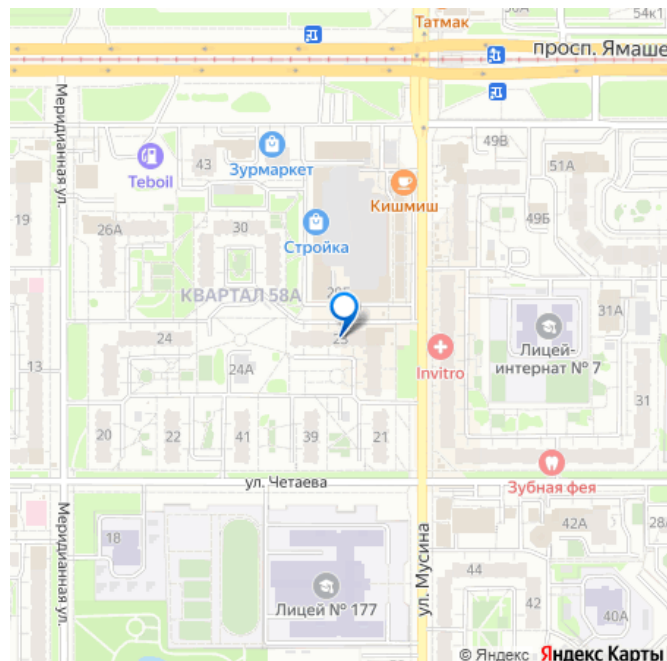 54к1
Татмак
просп. Ямаше
Меридианная ул.
49В
51А
43
Teboil
Зурмаркет
Кишмиш
19
26А
30
Стройка
49Б
КВАРТАЛ 58А
31А
24
23
Лицей-
интернат № 7
13
24А
Invitro
31
20
22
41
39
21
ул. Четаева
Зубная фея
Меридианная ул.
18
ул. Мусина
42А
28А
44
Лицей № 177
42
40А
© Яндекс Яндекс Карты